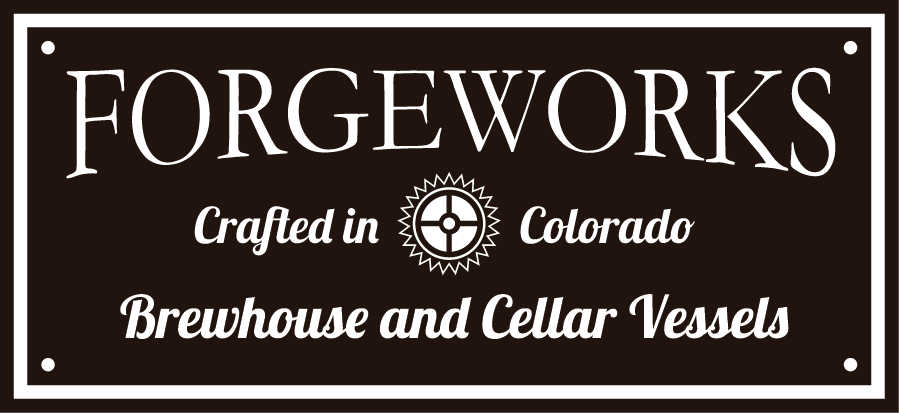 FORGEWORKS
Crafted in Colorado
Brewhouse and Cellar Vessels